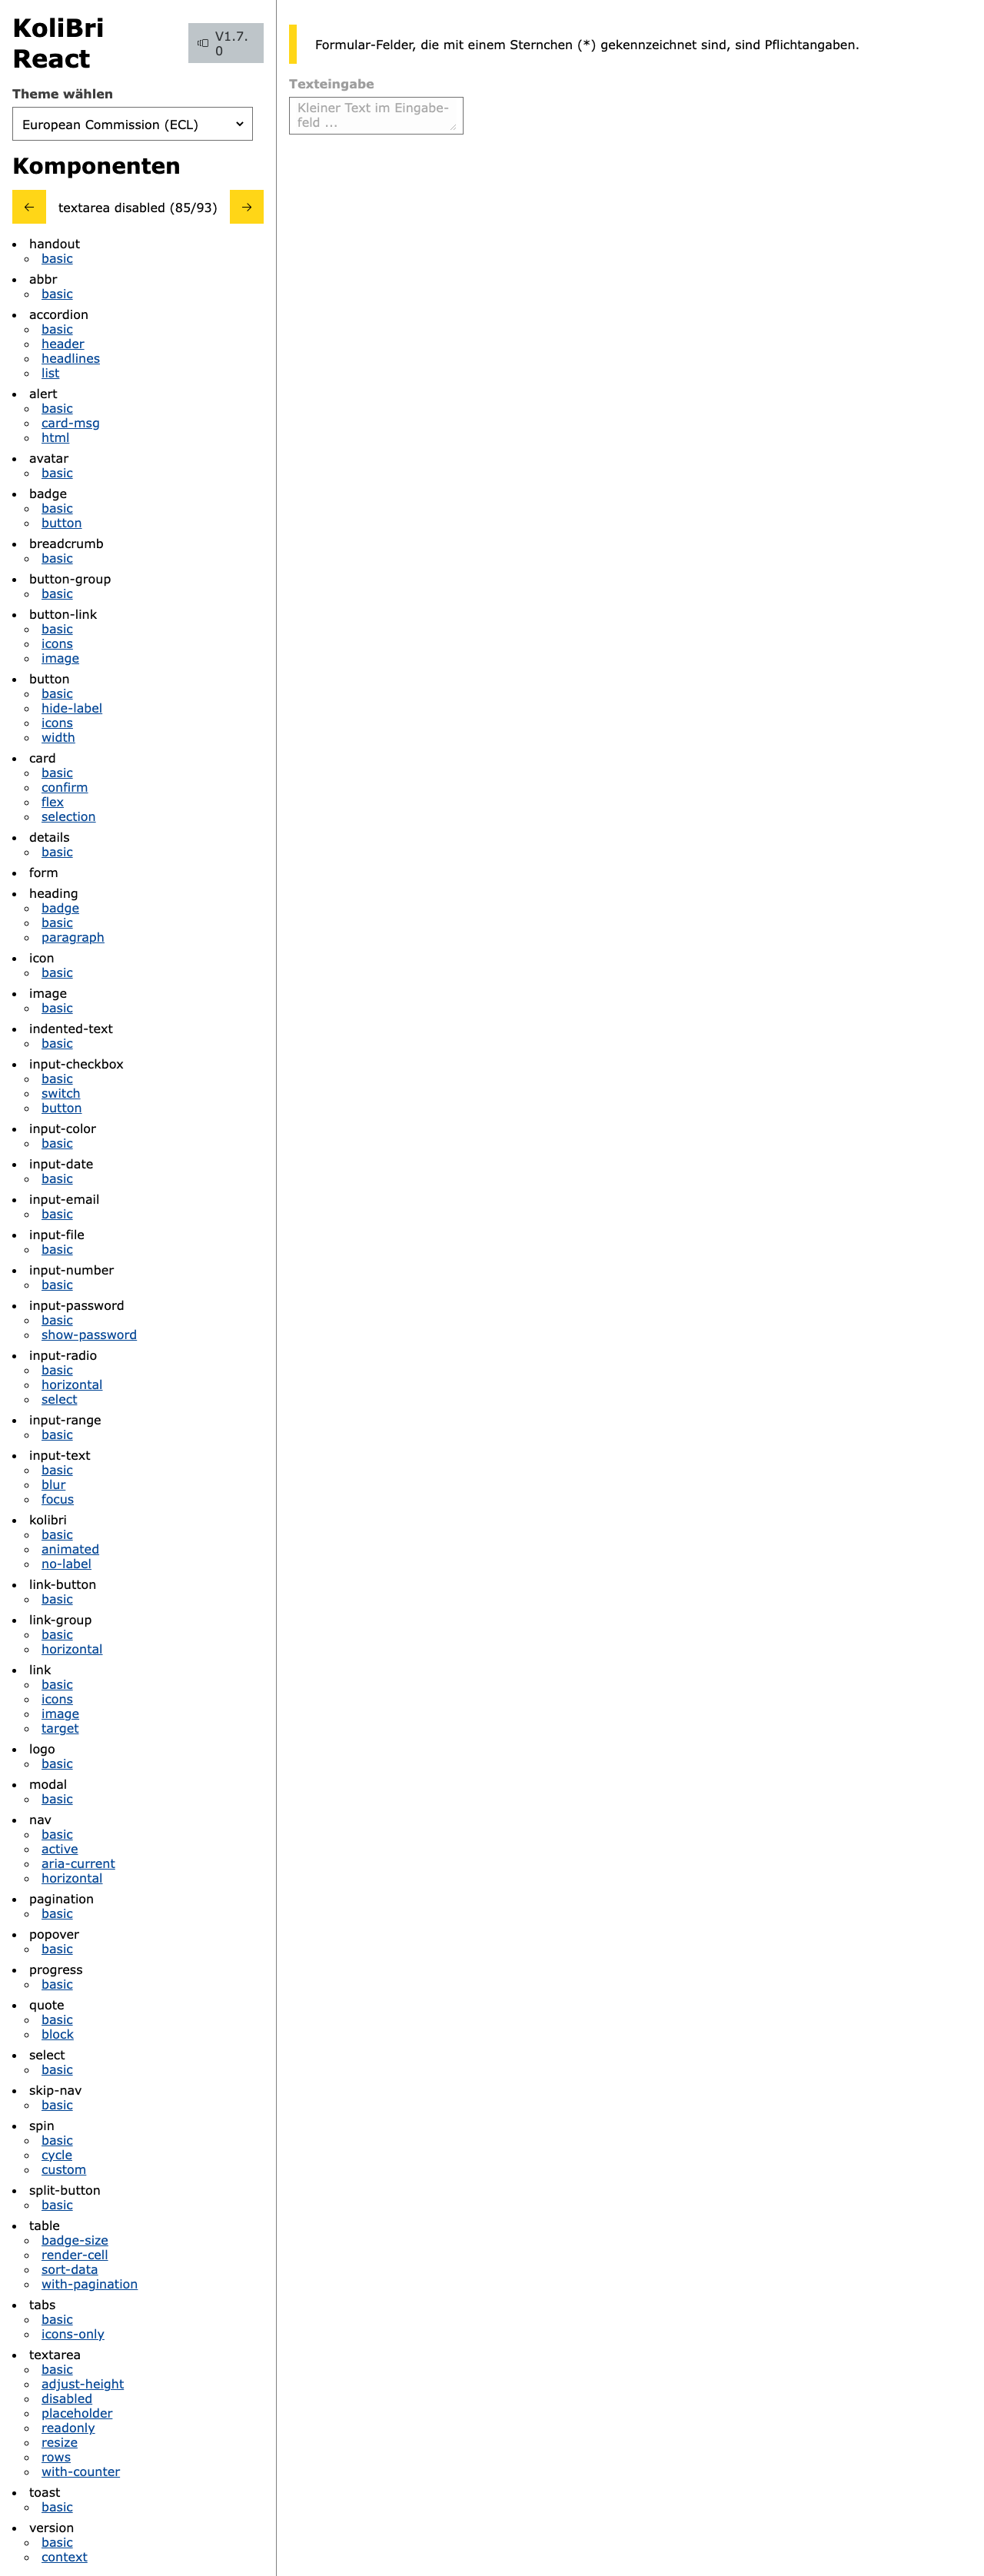 KoliBri
React
V1.7.
0
Theme wählen
European Commission (ECL)
Komponenten
← textarea disabled (85/93) →
handout
basic
abbr
basic
accordion
basic
header
headlines
list
alert
basic
card-msg
html
avatar
basic
badge
basic
button
breadcrumb
basic
button-group
basic
button-link
basic
icons
image
button
basic
hide-label
icons
width
card
basic
confirm
flex
selection
details
basic
form
heading
badge
basic
paragraph
icon
basic
image
basic
indented-text
basic
input-checkbox
basic
switch
button
input-color
basic
input-date
basic
input-email
basic
input-file
basic
input-number
basic
input-password
basic
show-password
input-radio
basic
horizontal
select
input-range
basic
input-text
basic
blur
focus
kolibri
basic
animated
no-label
link-button
basic
link-group
basic
horizontal
link
basic
icons
image
target
logo
basic
modal
basic
nav
basic
active
aria-current
horizontal
pagination
basic
popover
basic
progress
basic
quote
basic
block
select
basic
skip-nav
basic
spin
basic
cycle
custom
split-button
basic
table
badge-size
render-cell
sort-data
with-pagination
tabs
basic
icons-only
textarea
basic
adjust-height
disabled
placeholder
readonly
resize
rows
with-counter
toast
basic
version
basic
context
Formular-Felder, die mit einem Sternchen (*) gekennzeichnet sind, sind Pflichtangaben.
Texteingabe
Kleiner Text im Eingabe-
feld ...